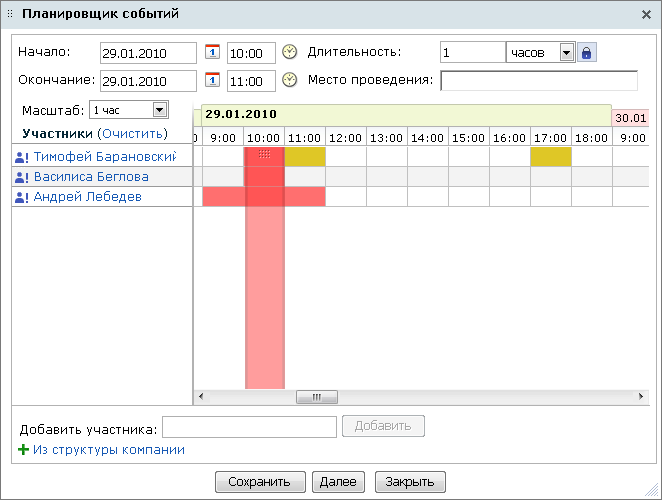 Планировщик событий
Начало: 29.01.2010 1 10:00 Длительность: 1 часов
Окончание: 29.01.2010 1 11:00 Место проведения:
Масштаб: 1 час
29.01.2010 30.01
Участники (Очистить)
0 9:00 10:00 11:00 12:00 13:00 14:00 15:00 16:00 17:00 18:00 9:00
Тимофей Барановский
Василиса Беглова
Андрей Лебедев
Добавить участника: Добавить
Из структуры компании
Сохранить Далее Закрыть